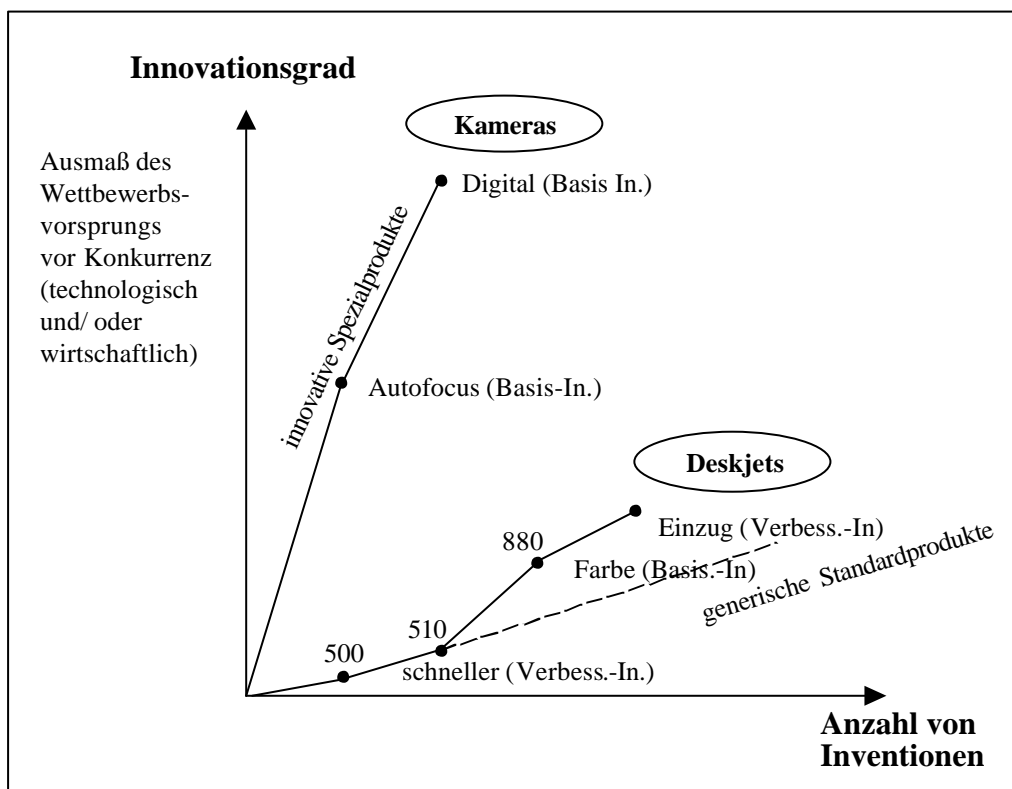 Innovationsgrad
Kameras
Ausmaß des
Wettbewerbs-
vorsprungs
vor Konkurrenz
(technologisch
und/ oder
wirtschaftlich)
Digital (Basis In.)
innovative Spezialprodukte
Autofocus (Basis-In.)
Deskjets
Einzug (Verbess.-In)
880
Farbe (Basis.-In)
generische Standardprodukte
510
500
schneller (Verbess.-In.)
Anzahl von
Inventionen